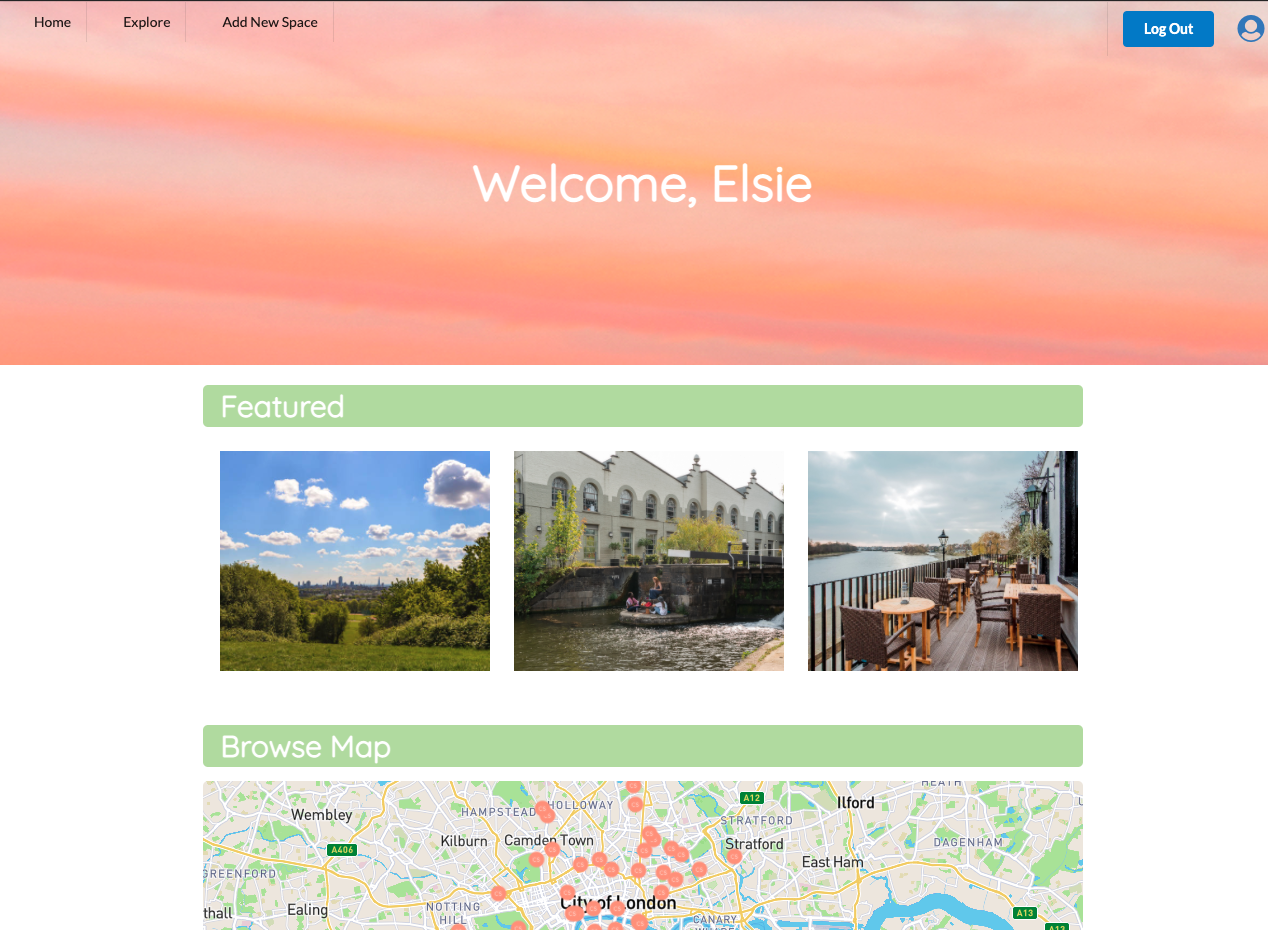 Home
Explore
Add New Space
Log Out
Welcome, Elsie
Featured
Browse Map
HEATH
A12
Ilford
Wembley
HAMPSTEAD
HOLLOWAY
STRATFORD
Kilburn
Camden Town
Stratford
DAGENHAM
A406
East Ham
GREENFORD
NOTTING
HILL
City of London
thall
Ealing
CANARY
A13
A13